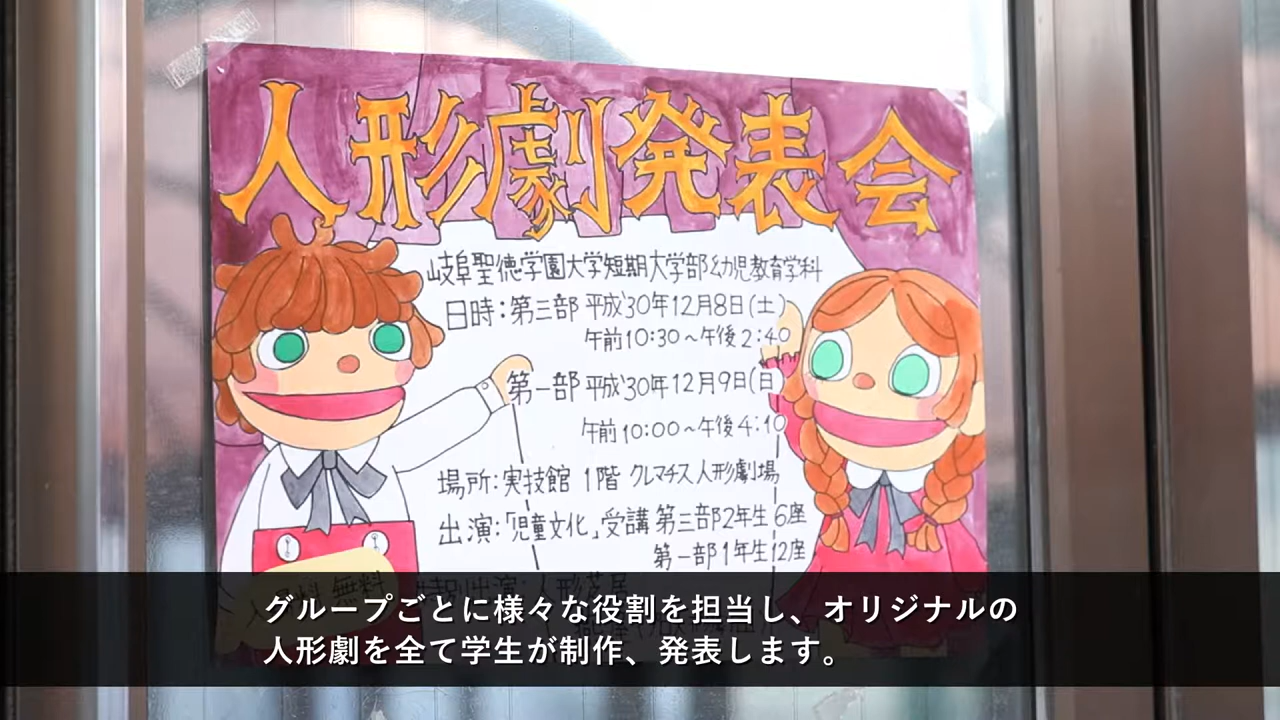 人形劇発表会
岐阜聖徳学園大学短期大学部幼児教育学科
日時:第三部 平成30年12月8日(土)
午前10:30~午後2:40
第一部 平成30年12月9日(日)
午前10:00~午後4:10
場所:実技館 1階 クレマチス人形劇場
出演:「児童文化」受講 第三部2年生 6座
第一部1年生12座
グループごとに様々な役割を担当し、オリジナルの
人形劇を全て学生が制作、発表します。